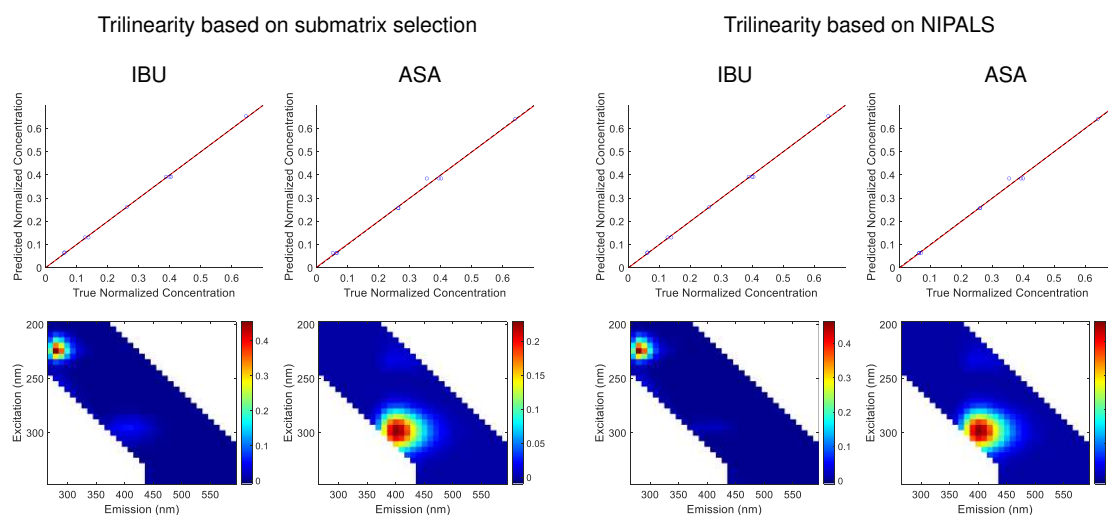 Trilinearity based on submatrix selection
Trilinearity based on NIPALS
IBU
ASA
IBU
ASA
Predicted Normalized Concentration
0.6
0.5
0.4
0.3
0.2
0.1
0
0 0.1 0.2 0.3 0.4 0.5 0.6
True Normalized Concentration
Predicted Normalized Concentration
0.6
0.5
0.4
0.3
0.2
0.1
0
0 0.1 0.2 0.3 0.4 0.5 0.6
True Normalized Concentration
Predicted Normalized Concentration
0.6
0.5
0.4
0.3
0.2
0.1
0
0 0.1 0.2 0.3 0.4 0.5 0.6
True Normalized Concentration
Predicted Normalized Concentration
0.6
0.5
0.4
0.3
0.2
0.1
0
0 0.1 0.2 0.3 0.4 0.5 0.6
True Normalized Concentration
Excitation (nm)
200
250
300
300 350 400 450 500 550
Emission (nm)
0.4
0.3
0.2
0.1
0
Excitation (nm)
200
250
300
300 350 400 450 500 550
Emission (nm)
0.2
0.15
0.1
0.05
0
Excitation (nm)
200
250
300
300 350 400 450 500 550
Emission (nm)
0.4
0.3
0.2
0.1
0
Excitation (nm)
200
250
300
300 350 400 450 500 550
Emission (nm)